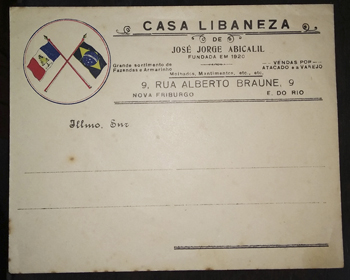 CASA LIBANEZA
DE
JOSÉ JORGE ABICALIL
FUNDADA EM 1920
Grande sortimento de
Fazendas e Armarinho
VENDAS POR
ATACADO e a VAREJO
Molhados, Mantimentos, etc., etc.
9, RUA ALBERTO BRAUNE, 9
NOVA FRIBURGO E. DO RIO
Illmo. Snr